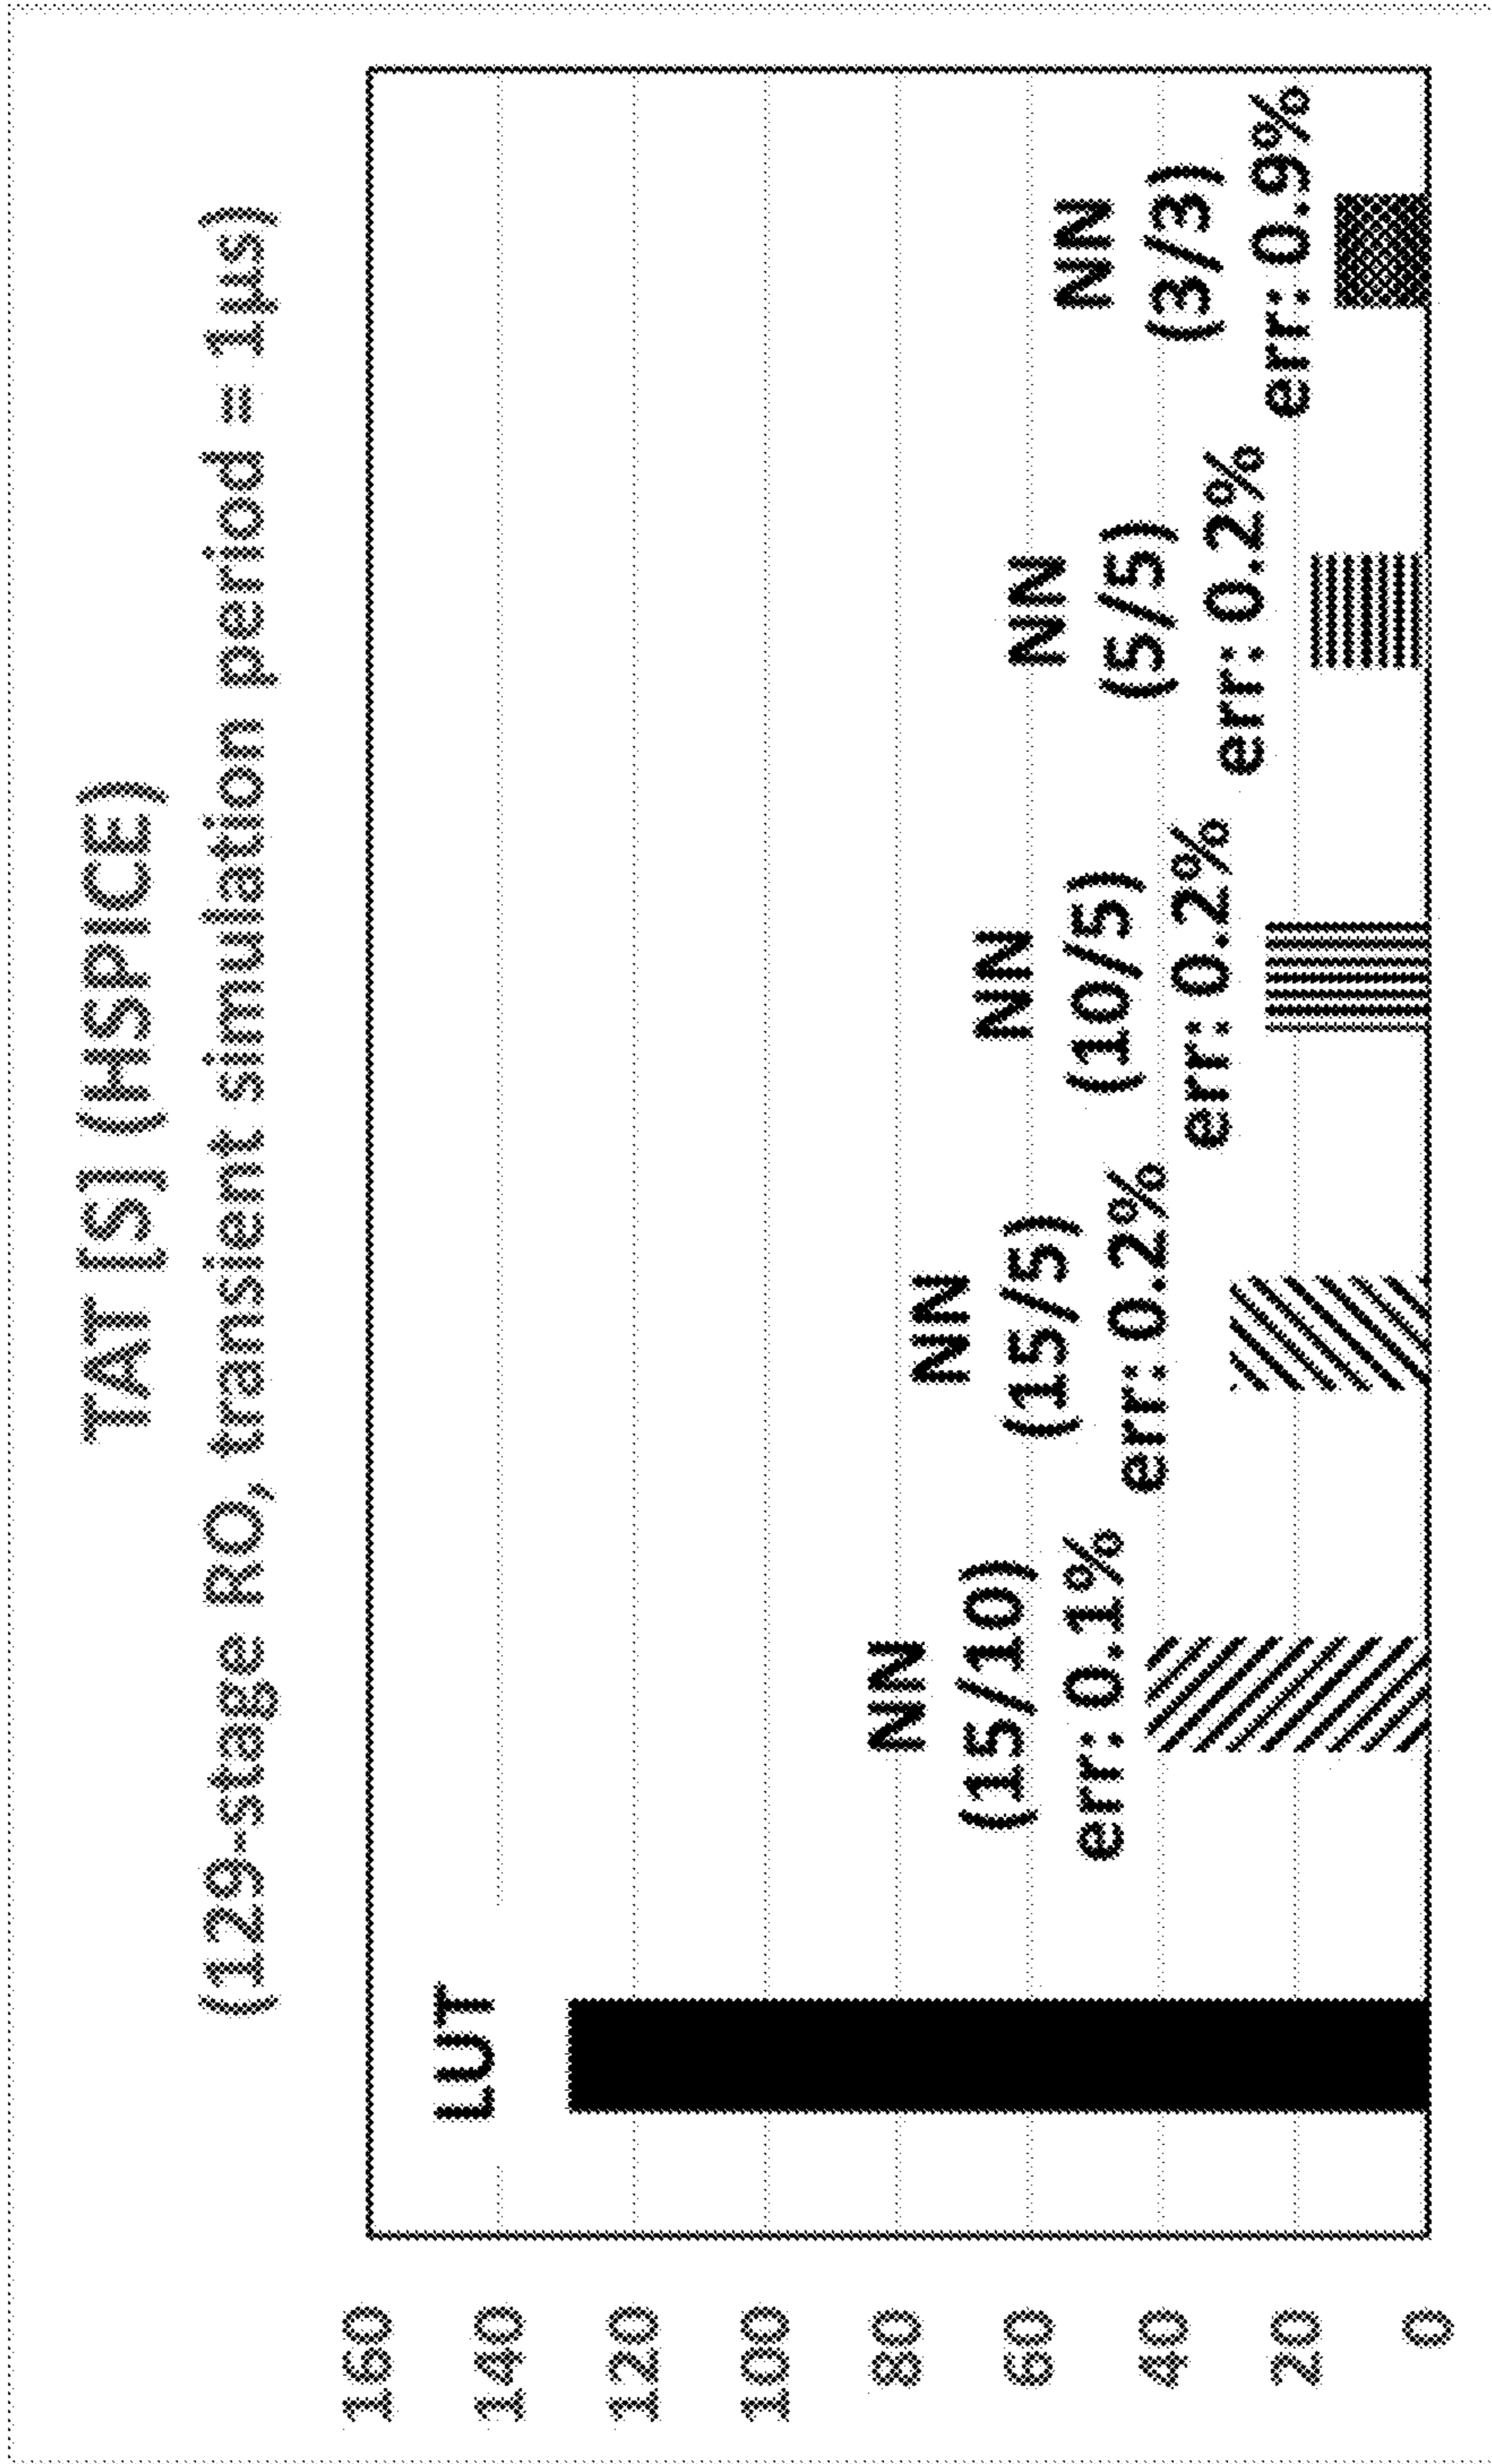 TAT [S] (HSPICE)
(129-stage RO, transient simulation period = 1µs)
160
140
120
100
80
60
40
20
0
LUT
NN
(15/10)
err: 0.1%
NN
(15/5)
err: 0.2%
NN
(10/5)
err: 0.2%
NN
(5/5)
err: 0.2%
NN
(3/3)
err: 0.9%